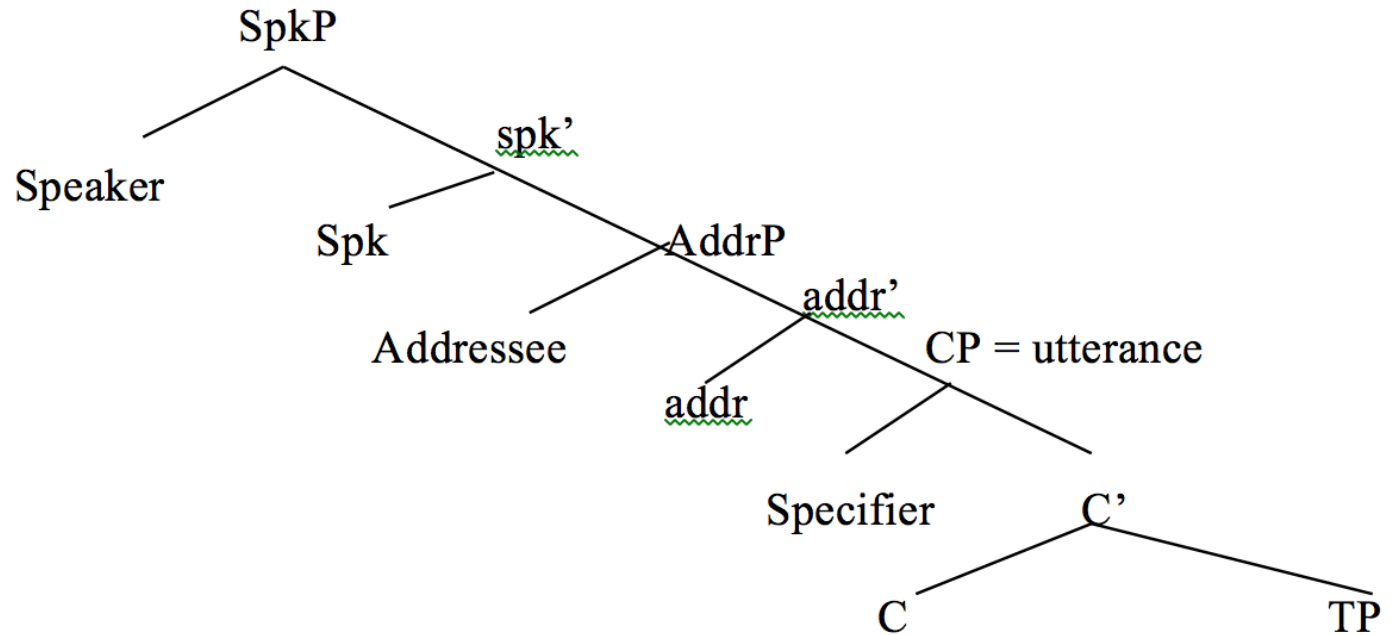 SpkP
spk’
Speaker
Spk
AddrP
addr’
Addressee
CP = utterance
addr
Specifier
C’
C
TP